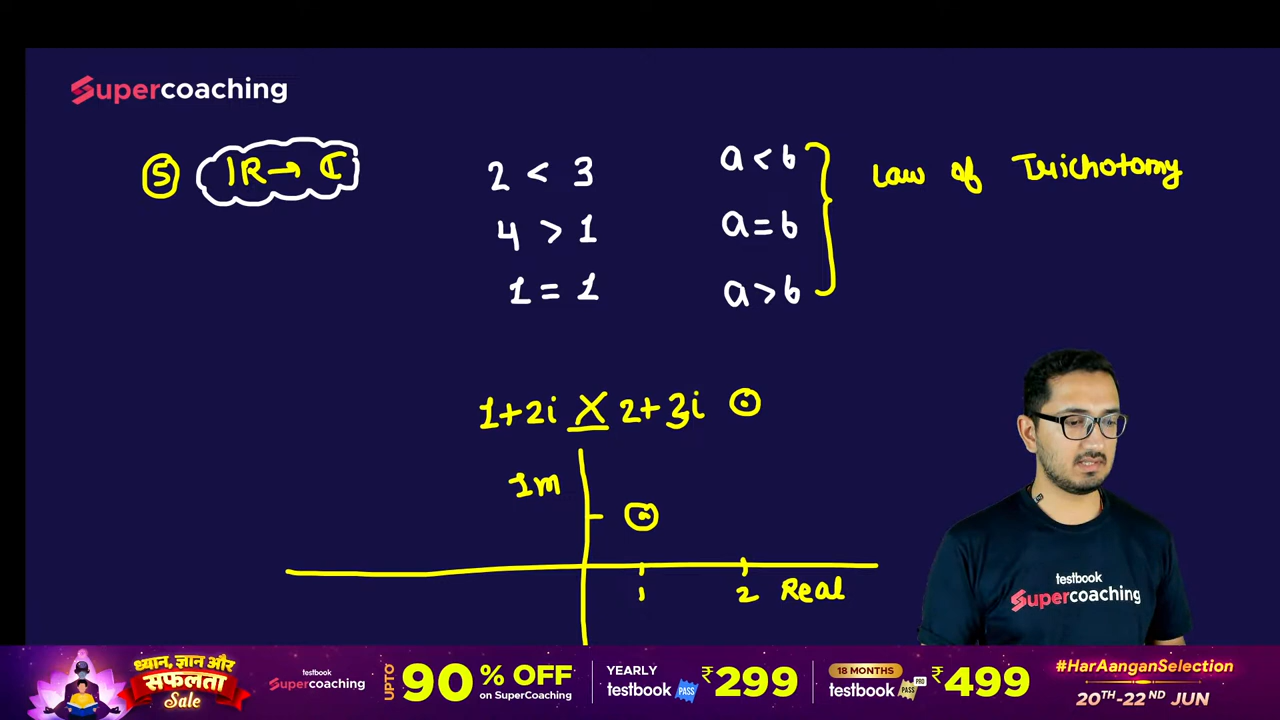 Supercoaching
5 IR → ℂ
2 < 3
4 > 1
1 = 1
a < b
a = b
a > b
Law of Trichotomy
1+2i X 2+3i
Im
1
2
Real
testbook
Supercoaching
ध्यान, ज्ञान और
सफलता
Sale
testbook
Supercoaching
UPTO 90% OFF
on SuperCoaching
YEARLY
testbook PASS
₹299
18 MONTHS
testbook PASS PRO
₹499
#HarAanganSelection
20TH-22ND JUN